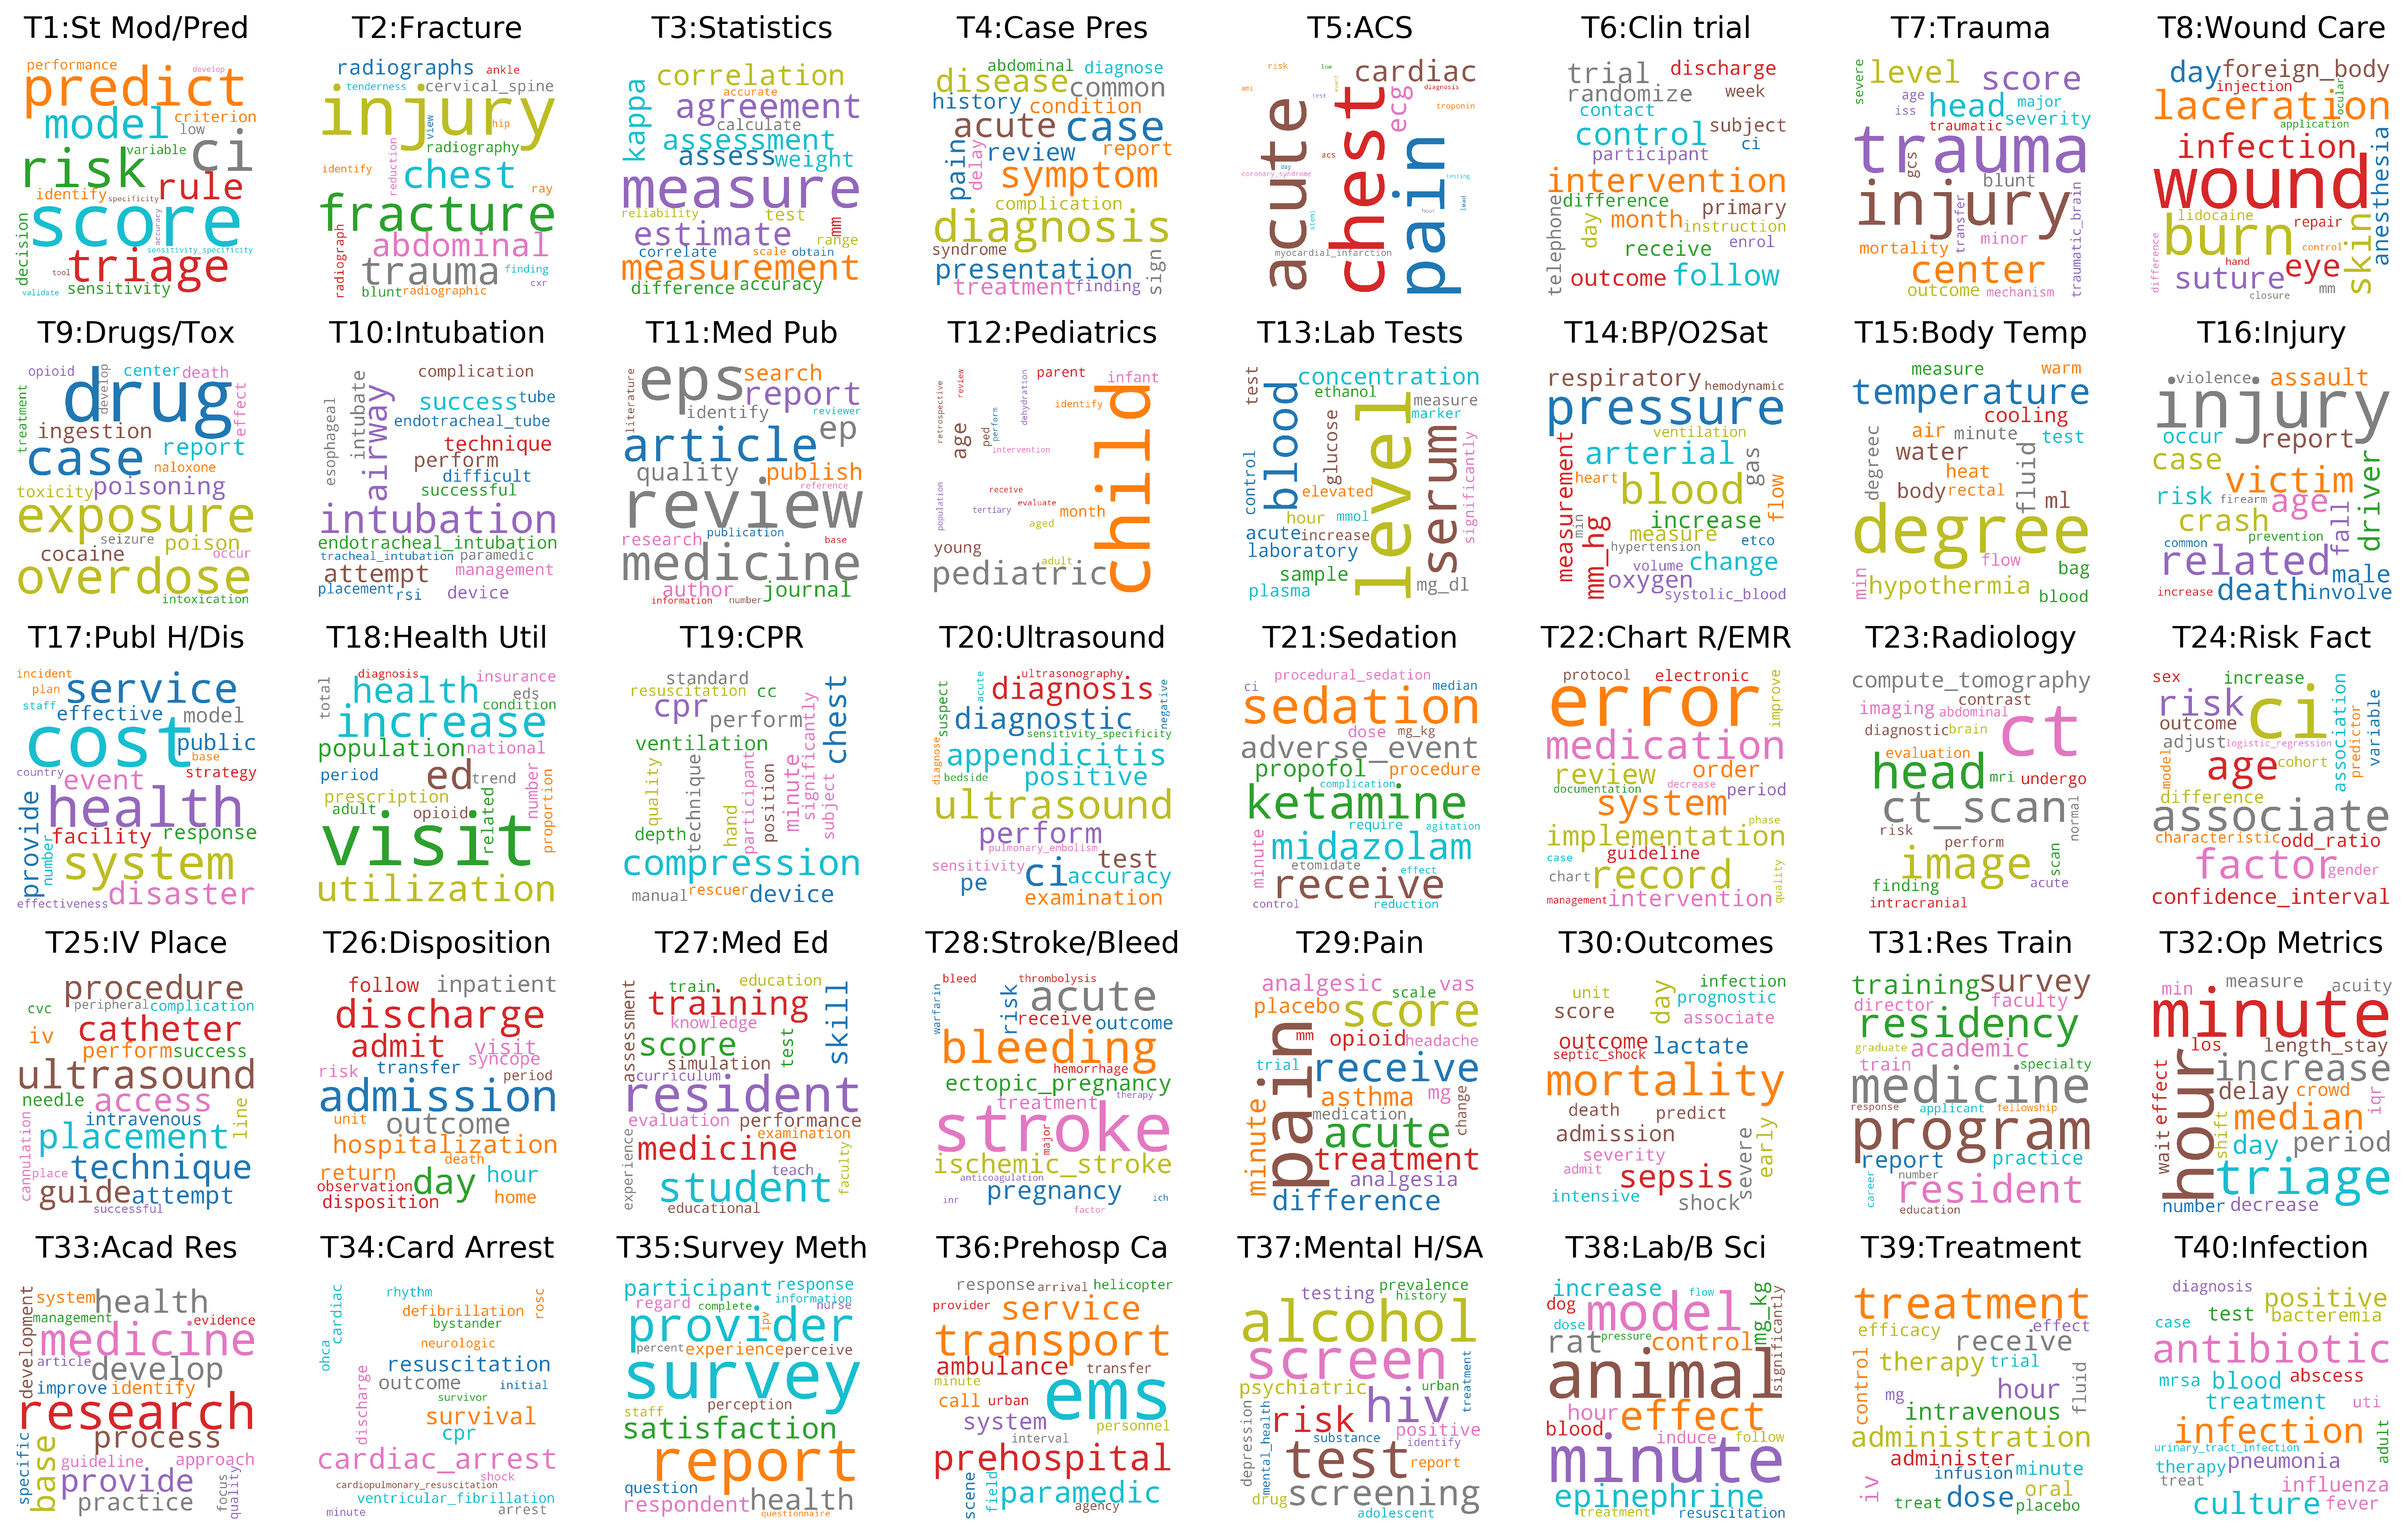 T1:St Mod/Pred
performance
develop
predict
model
criterion
low
variable
ci
risk
identify
specificity
rule
score
decision
accuracy
sensitivity_specificity
tool
triage
validate
sensitivity
T2:Fracture
radiographs
ankle
tenderness
cervical_spine
injury
view
hip
radiography
identify
reduction
chest
ray
fracture
radiograph
abdominal
trauma
finding
cxr
blunt
radiographic
T3:Statistics
correlation
accurate
kappa
agreement
calculate
assessment
assess
weight
measure
reliability
test
estimate
mm
range
correlate
scale
obtain
measurement
difference
accuracy
T4:Case Pres
abdominal
diagnose
disease
common
history
condition
acute
case
pain
delay
review
report
symptom
complication
diagnosis
syndrome
presentation
sign
treatment
finding
T5:ACS
risk
low
event
cardiac
ami
diagnosis
test
ecg
troponin
acute
chest
pain
acs
day
coronary_syndrome
testing
stemi
hour
lead
myocardial_infarction
T6:Clin trial
trial
discharge
randomize
week
contact
control
subject
ci
participant
intervention
difference
primary
day
month
instruction
enrol
telephone
receive
outcome
follow
T7:Trauma
severe
level
score
age
iss
head
major
severity
traumatic
trauma
gcs
blunt
injury
transfer
minor
traumatic_brain
mortality
center
outcome
mechanism
T8:Wound Care
day
foreign_body
injection
ocular
laceration
application
infection
anesthesia
wound
lidocaine
repair
burn
skin
control
difference
hand
eye
suture
mm
closure
T9:Drugs/Tox
opioid
develop
center
death
drug
treatment
effect
ingestion
report
case
naloxone
toxicity
poisoning
exposure
seizure
poison
cocaine
occur
overdose
intoxication
T10:Intubation
complication
esophageal
intubate
airway
success
tube
endotracheal_tube
technique
perform
difficult
successful
intubation
endotracheal_intubation
tracheal_intubation
paramedic
attempt
management
placement
rsi
device
T11:Med Pub
literature
eps
search
report
identify
reviewer
article
ep
quality
publish
reference
review
publication
research
base
medicine
author
journal
information
number
T12:Pediatrics
retrospective
review
dehydration
parent
infant
identify
age
ped
perform
intervention
child
population
receive
evaluate
tertiary
month
aged
young
adult
pediatric
T13:Lab Tests
test
blood
concentration
ethanol
measure
marker
glucose
level
serum
control
elevated
significantly
hour
mmol
acute
increase
laboratory
sample
mg_dl
plasma
T14:BP/O2Sat
respiratory
hemodynamic
pressure
ventilation
measurement
arterial
gas
heart
blood
flow
mm_hg
min
increase
measure
etco
hypertension
change
volume
oxygen
systolic_blood
T15:Body Temp
measure
warm
temperature
cooling
air
minute
test
degreec
water
fluid
heat
body
rectal
ml
degree
flow
min
hypothermia
bag
blood
T16:Injury
violence
assault
injury
occur
report
case
victim
driver
risk
firearm
age
crash
fall
common
prevention
related
male
increase
death
involve
T17:Publ H/Dis
incident
plan
service
staff
effective
model
cost
public
base
country
event
strategy
provide
health
number
facility
response
system
effectiveness
disaster
T18:Health Util
total
diagnosis
insurance
health
eds
condition
increase
population
national
period
ed
trend
number
proportion
prescription
adult
opioid
related
visit
utilization
T19:CPR
standard
resuscitation
cc
chest
cpr
perform
significantly
ventilation
minute
quality
technique
participant
position
subject
hand
depth
compression
manual
rescuer
device
T20:Ultrasound
suspect
acute
ultrasonography
diagnosis
negative
diagnostic
sensitivity_specificity
diagnose
appendicitis
bedside
positive
ultrasound
perform
pulmonary_embolism
sensitivity
test
pe
ci
accuracy
examination
T21:Sedation
procedural_sedation
ci
median
sedation
dose
mg_kg
adverse_event
propofol
procedure
complication
ketamine
require
agitation
minute
midazolam
etomidate
effect
receive
control
reduction
T22:Chart R/EMR
protocol
electronic
improve
error
medication
review
order
documentation
decrease
period
system
phase
implementation
case
guideline
chart
record
quality
management
intervention
T23:Radiology
compute_tomography
contrast
imaging
abdominal
diagnostic
brain
ct
evaluation
head
mri
undergo
ct_scan
normal
risk
perform
image
scan
finding
acute
intracranial
T24:Risk Fact
sex
increase
risk
ci
association
variable
outcome
adjust
logistic_regression
predictor
model
age
cohort
difference
associate
characteristic
odd_ratio
factor
gender
confidence_interval
T25:IV Place
procedure
peripheral
complication
cvc
catheter
iv
perform
success
ultrasound
needle
access
line
intravenous
cannulation
placement
place
technique
guide
attempt
successful
T26:Disposition
follow
inpatient
discharge
admit
visit
syncope
risk
transfer
period
admission
unit
outcome
hospitalization
death
return
day
hour
observation
home
disposition
T27:Med Ed
assessment
train
education
skill
training
knowledge
score
test
simulation
curriculum
resident
evaluation
performance
experience
examination
medicine
teach
faculty
student
educational
T28:Stroke/Bleed
bleed
thrombolysis
warfarin
risk
acute
receive
outcome
bleeding
hemorrhage
ectopic_pregnancy
treatment
therapy
stroke
major
ischemic_stroke
anticoagulation
inr
pregnancy
ich
factor
T29:Pain
analgesic
scale
vas
placebo
score
pain
mm
opioid
headache
trial
receive
asthma
mg
change
medication
minute
acute
treatment
analgesia
difference
T30:Outcomes
infection
unit
day
prognostic
score
associate
outcome
septic_shock
lactate
mortality
death
predict
early
admission
severe
severity
admit
sepsis
intensive
shock
T31:Res Train
training
survey
director
faculty
residency
graduate
academic
train
specialty
medicine
response
applicant
fellowship
program
report
practice
career
number
resident
education
T32:Op Metrics
min
measure
acuity
minute
los
length_stay
hour
increase
delay
crowd
iqr
effect
median
shift
wait
day
period
triage
number
decrease
T33:Acad Res
development
system
health
management
evidence
medicine
article
develop
improve
identify
research
specific
base
process
guideline
approach
provide
focus
quality
practice
T34:Card Arrest
cardiac
rhythm
rosc
defibrillation
bystander
ohca
neurologic
discharge
resuscitation
outcome
initial
survivor
survival
cpr
cardiac_arrest
shock
cardiopulmonary_resuscitation
ventricular_fibrillation
minute
arrest
T35:Survey Meth
participant
response
information
regard
complete
nurse
provider
ipv
percent
experience
perceive
survey
perception
staff
satisfaction
report
question
respondent
health
questionnaire
T36:Prehosp Ca
response
arrival
helicopter
provider
service
transport
ambulance
transfer
minute
call
urban
ems
system
personnel
interval
prehospital
scene
field
paramedic
agency
T37:Mental H/SA
testing
prevalence
history
alcohol
screen
treatment
psychiatric
hiv
urban
depression
mental_health
risk
positive
substance
identify
test
report
drug
screening
adolescent
T38:Lab/B Sci
increase
flow
mg_kg
significantly
dog
model
dose
rat
pressure
control
animal
hour
effect
blood
induce
follow
minute
epinephrine
treatment
resuscitation
T39:Treatment
treatment
efficacy
effect
receive
control
therapy
trial
fluid
mg
hour
intravenous
administration
administer
iv
infusion
minute
treat
dose
oral
placebo
T40:Infection
diagnosis
positive
test
bacteremia
case
antibiotic
mrsa
blood
abscess
treatment
uti
infection
adult
urinary_tract_infection
therapy
pneumonia
treat
influenza
culture
fever